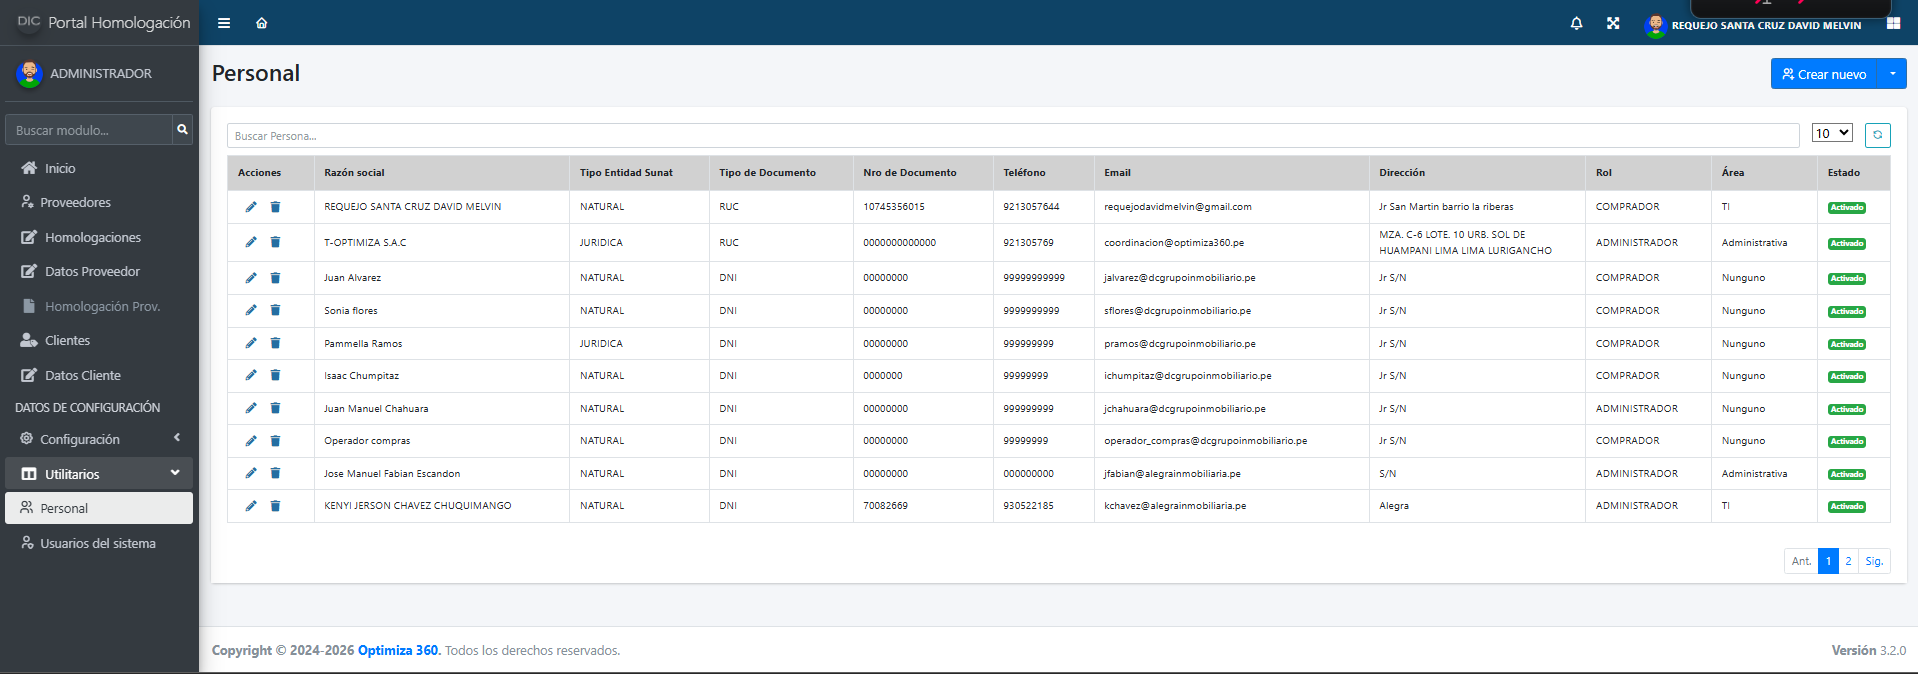 DIC Portal Homologación
REQUEJO SANTA CRUZ DAVID MELVIN
ADMINISTRADOR
Buscar modulo...
Inicio
Proveedores
Homologaciones
Datos Proveedor
Homologación Prov.
Clientes
Datos Cliente
DATOS DE CONFIGURACIÓN
Configuración
Utilitarios
Personal
Usuarios del sistema
Personal
Crear nuevo
Buscar Persona...
10
Acciones Razón social Tipo Entidad Sunat Tipo de Documento Nro de Documento Teléfono Email Dirección Rol Área Estado
REQUEJO SANTA CRUZ DAVID MELVIN NATURAL RUC 10745356015 9213057644 requejodavidmelvin@gmail.com Jr San Martin barrio la riberas COMPRADOR TI Activado
T-OPTIMIZA S.A.C JURIDICA RUC 0000000000000 921305769 coordinacion@optimiza360.pe MZA. C-6 LOTE. 10 URB. SOL DE
HUAMPANI LIMA LIMA LURIGANCHO ADMINISTRADOR Administrativa Activado
Juan Alvarez NATURAL DNI 00000000 99999999999 jalvarez@dcgrupoinmobiliario.pe Jr S/N COMPRADOR Nunguno Activado
Sonia flores NATURAL DNI 00000000 9999999999 sflores@dcgrupoinmobiliario.pe Jr S/N COMPRADOR Nunguno Activado
Pammella Ramos JURIDICA DNI 00000000 999999999 pramos@dcgrupoinmobiliario.pe Jr S/N COMPRADOR Nunguno Activado
Isaac Chumpitaz NATURAL DNI 0000000 99999999 ichumpitaz@dcgrupoinmobiliario.pe Jr S/N COMPRADOR Nunguno Activado
Juan Manuel Chahuara NATURAL DNI 00000000 999999999 jchahuara@dcgrupoinmobiliario.pe Jr S/N ADMINISTRADOR Nunguno Activado
Operador compras NATURAL DNI 00000000 99999999 operador_compras@dcgrupoinmobiliario.pe Jr S/N COMPRADOR Nunguno Activado
Jose Manuel Fabian Escandon NATURAL DNI 00000000 000000000 jfabian@alegrainmobiliaria.pe S/N ADMINISTRADOR Administrativa Activado
KENYI JERSON CHAVEZ CHUQUIMANGO NATURAL DNI 70082669 930522185 kchavez@alegrainmobiliaria.pe Alegra ADMINISTRADOR TI Activado
Ant. 1 2 Sig.
Copyright © 2024-2026 Optimiza 360. Todos los derechos reservados.
Versión 3.2.0